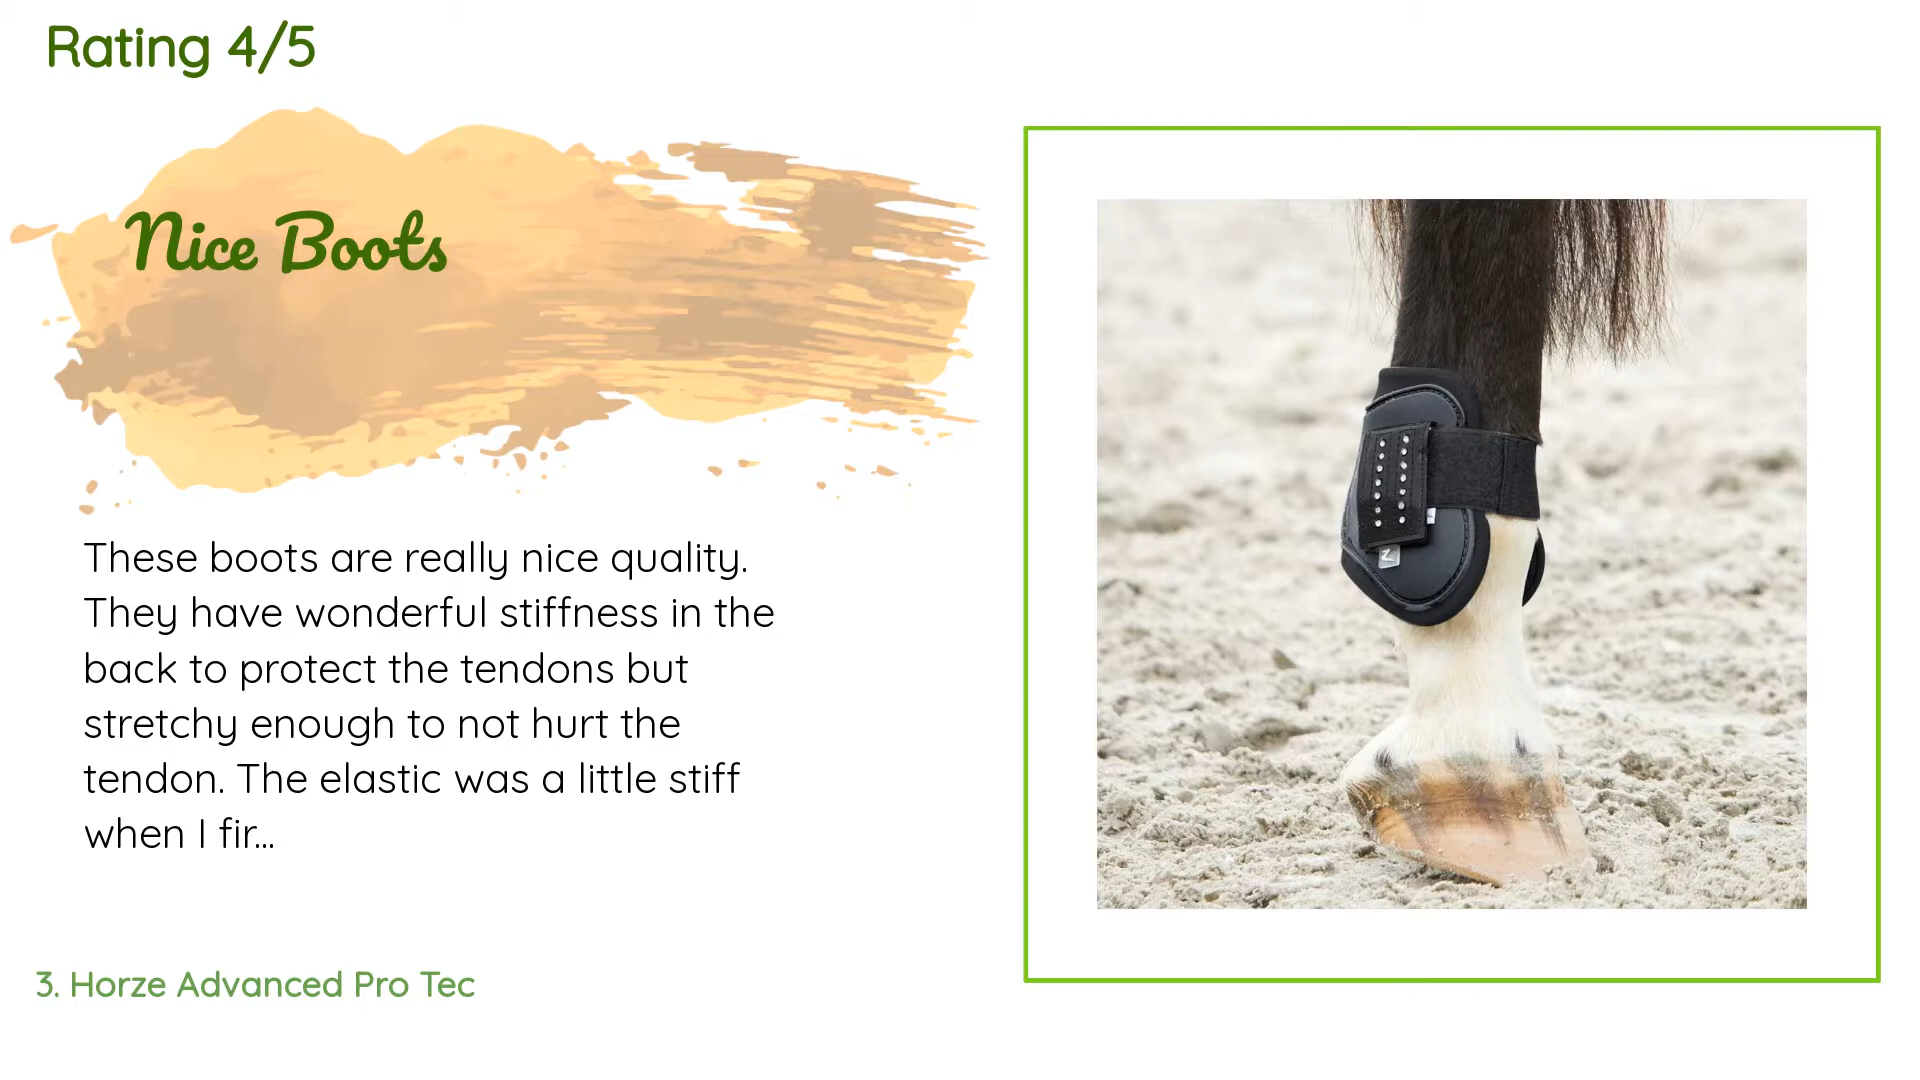 Rating 4/5
Nice Boots
These boots are really nice quality.
They have wonderful stiffness in the
back to protect the tendons but
stretchy enough to not hurt the
tendon. The elastic was a little stiff
when I fir...
3. Horze Advanced Pro Tec